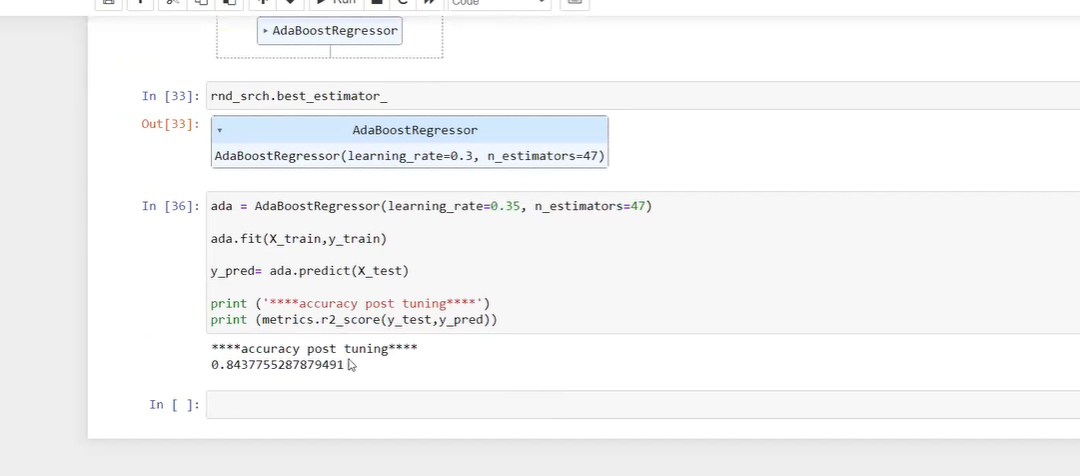 Run
Code
AdaBoostRegressor
In [33]: rnd_srch.best_estimator_
Out[33]: AdaBoostRegressor
AdaBoostRegressor(learning_rate=0.3, n_estimators=47)
In [36]: ada = AdaBoostRegressor(learning_rate=0.35, n_estimators=47)
ada.fit(X_train,y_train)
y_pred= ada.predict(X_test)
print ('****accuracy post tuning****')
print (metrics.r2_score(y_test,y_pred))
****accuracy post tuning****
0.8437755287879491
In [ ]: